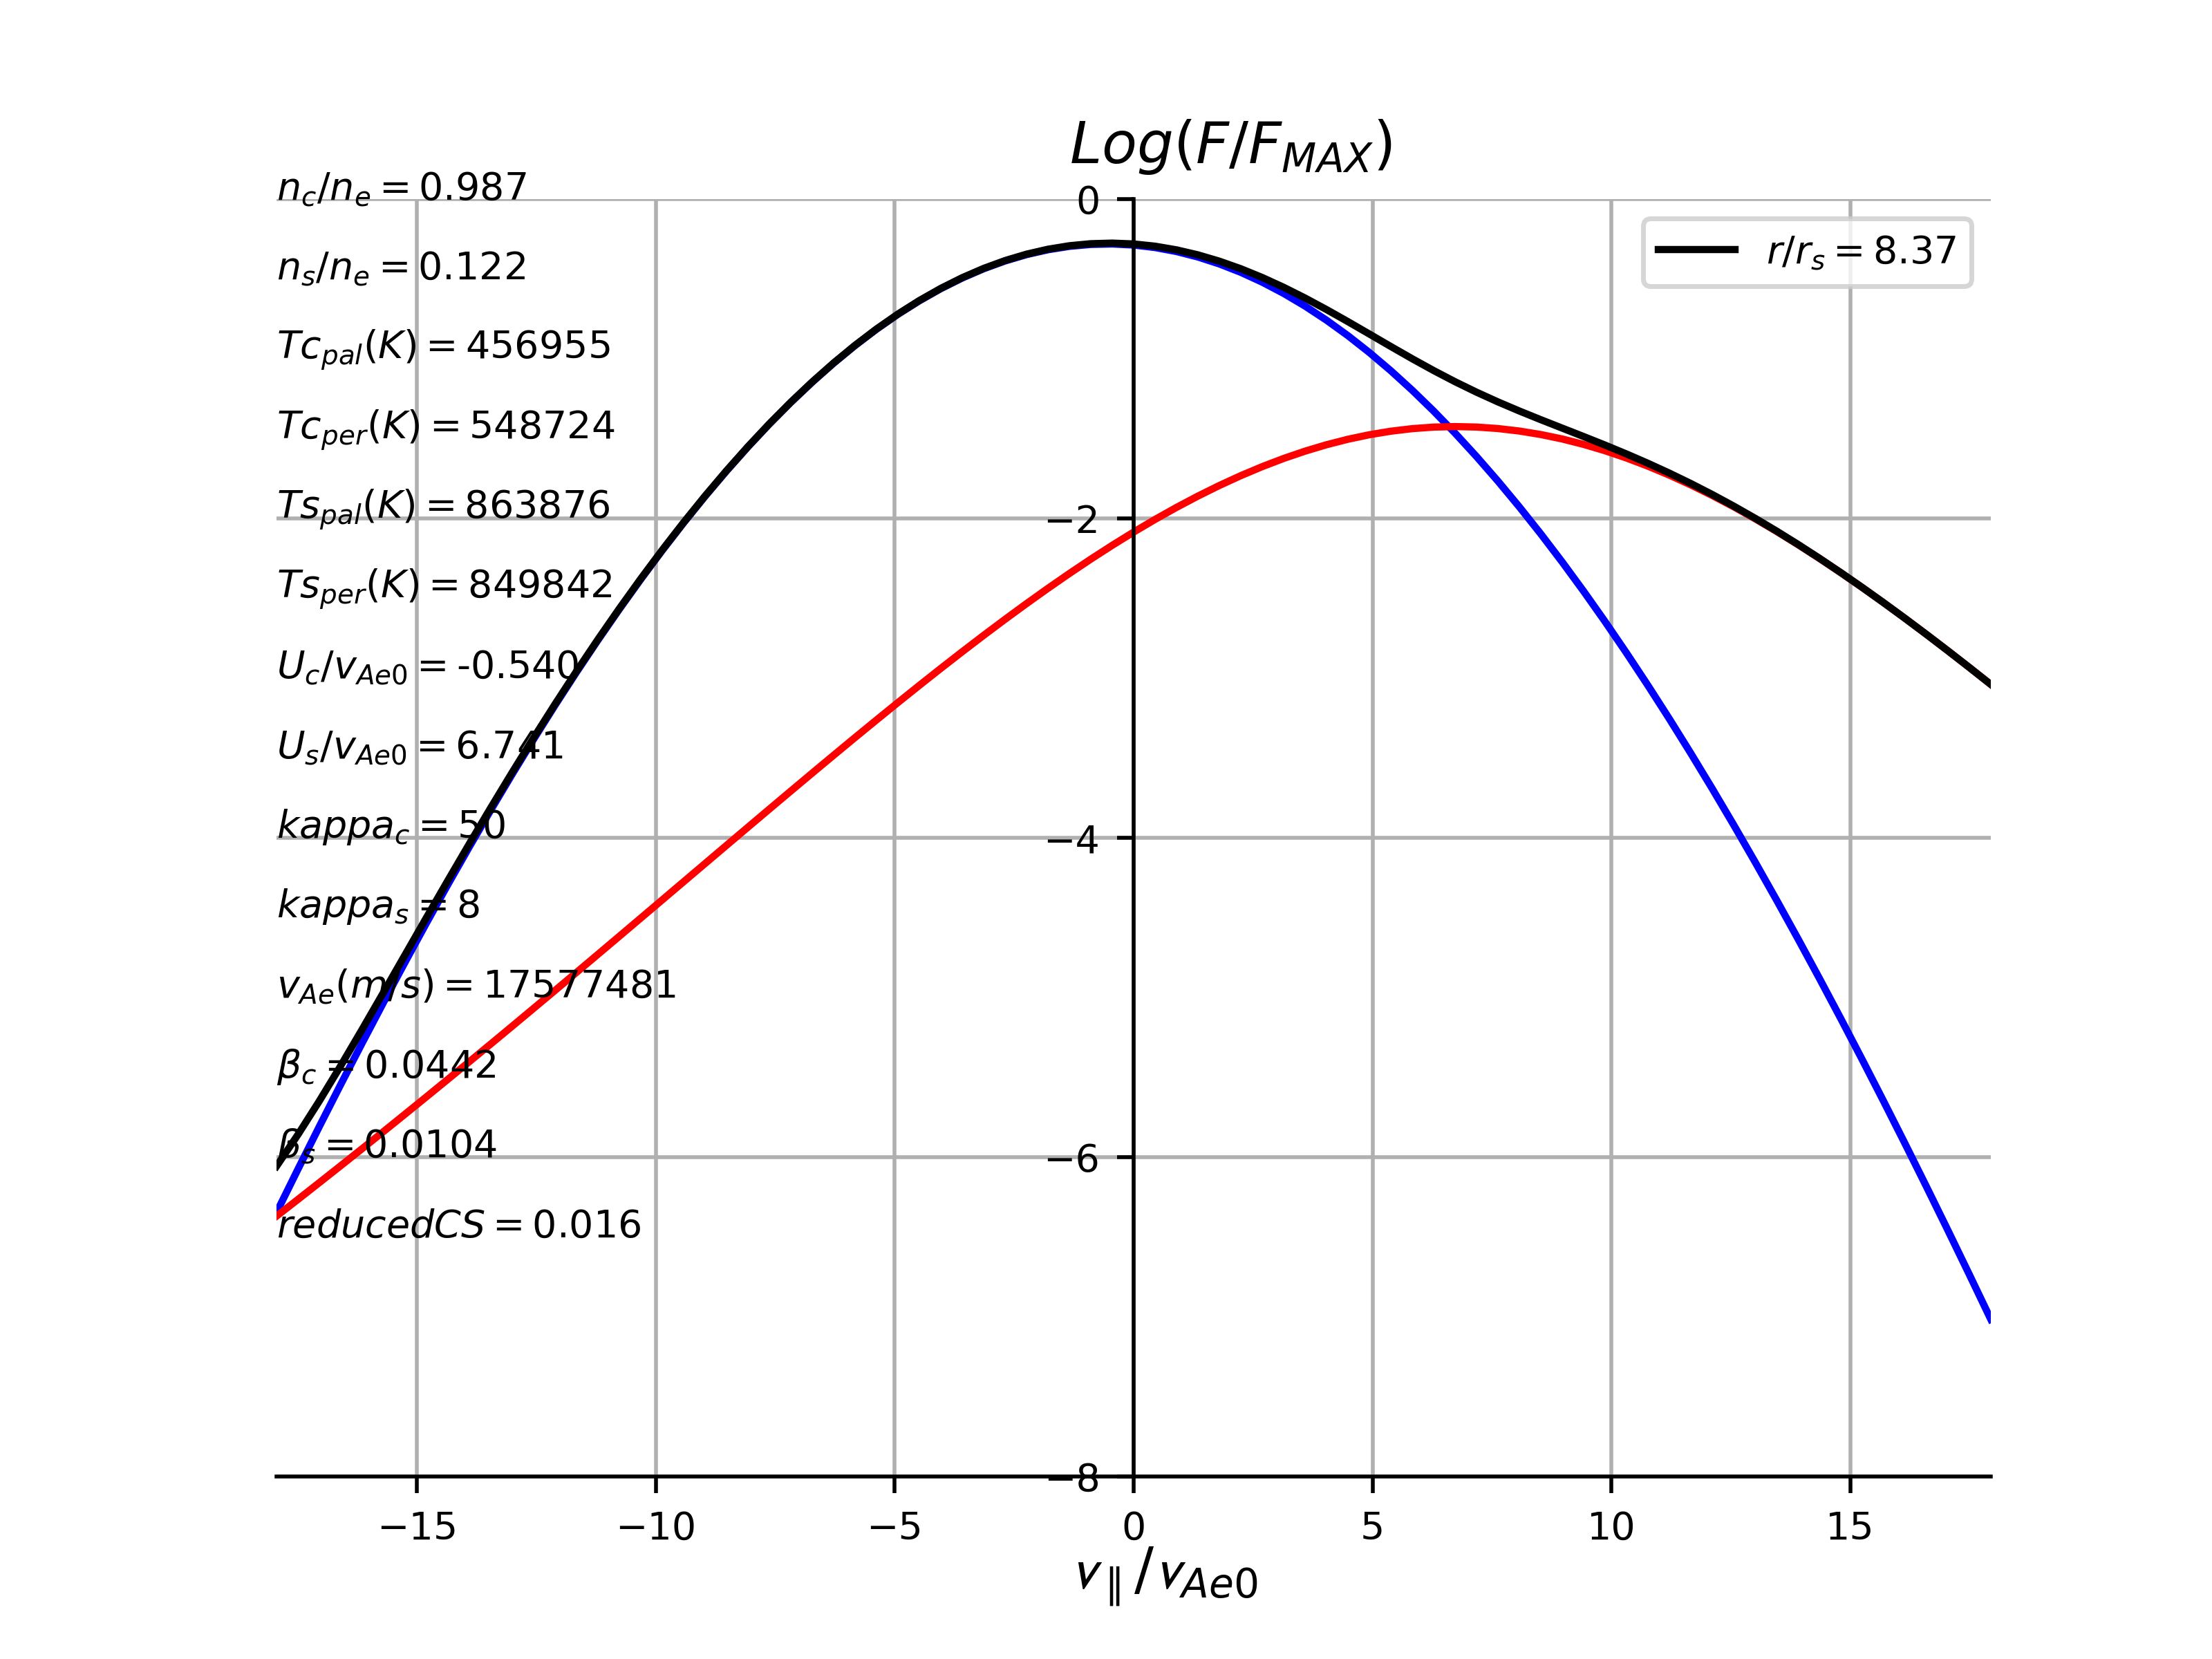 Log(F/F_MAX)
n_c/n_e = 0.987
n_s/n_e = 0.122
Tc_pal(K) = 456955
Tc_per(K) = 548724
Ts_pal(K) = 863876
Ts_per(K) = 849842
U_c/v_Ae0 = -0.540
U_s/v_Ae0 = 6.741
kappa_c = 50
kappa_s = 8
v_Ae(m/s) = 17577481
β_c = 0.0442
β_s = 0.0104
reducedCS = 0.016
r/r_s = 8.37
0
−2
−4
−6
−8
−15 −10 −5 0 5 10 15
v_∥/v_Ae0